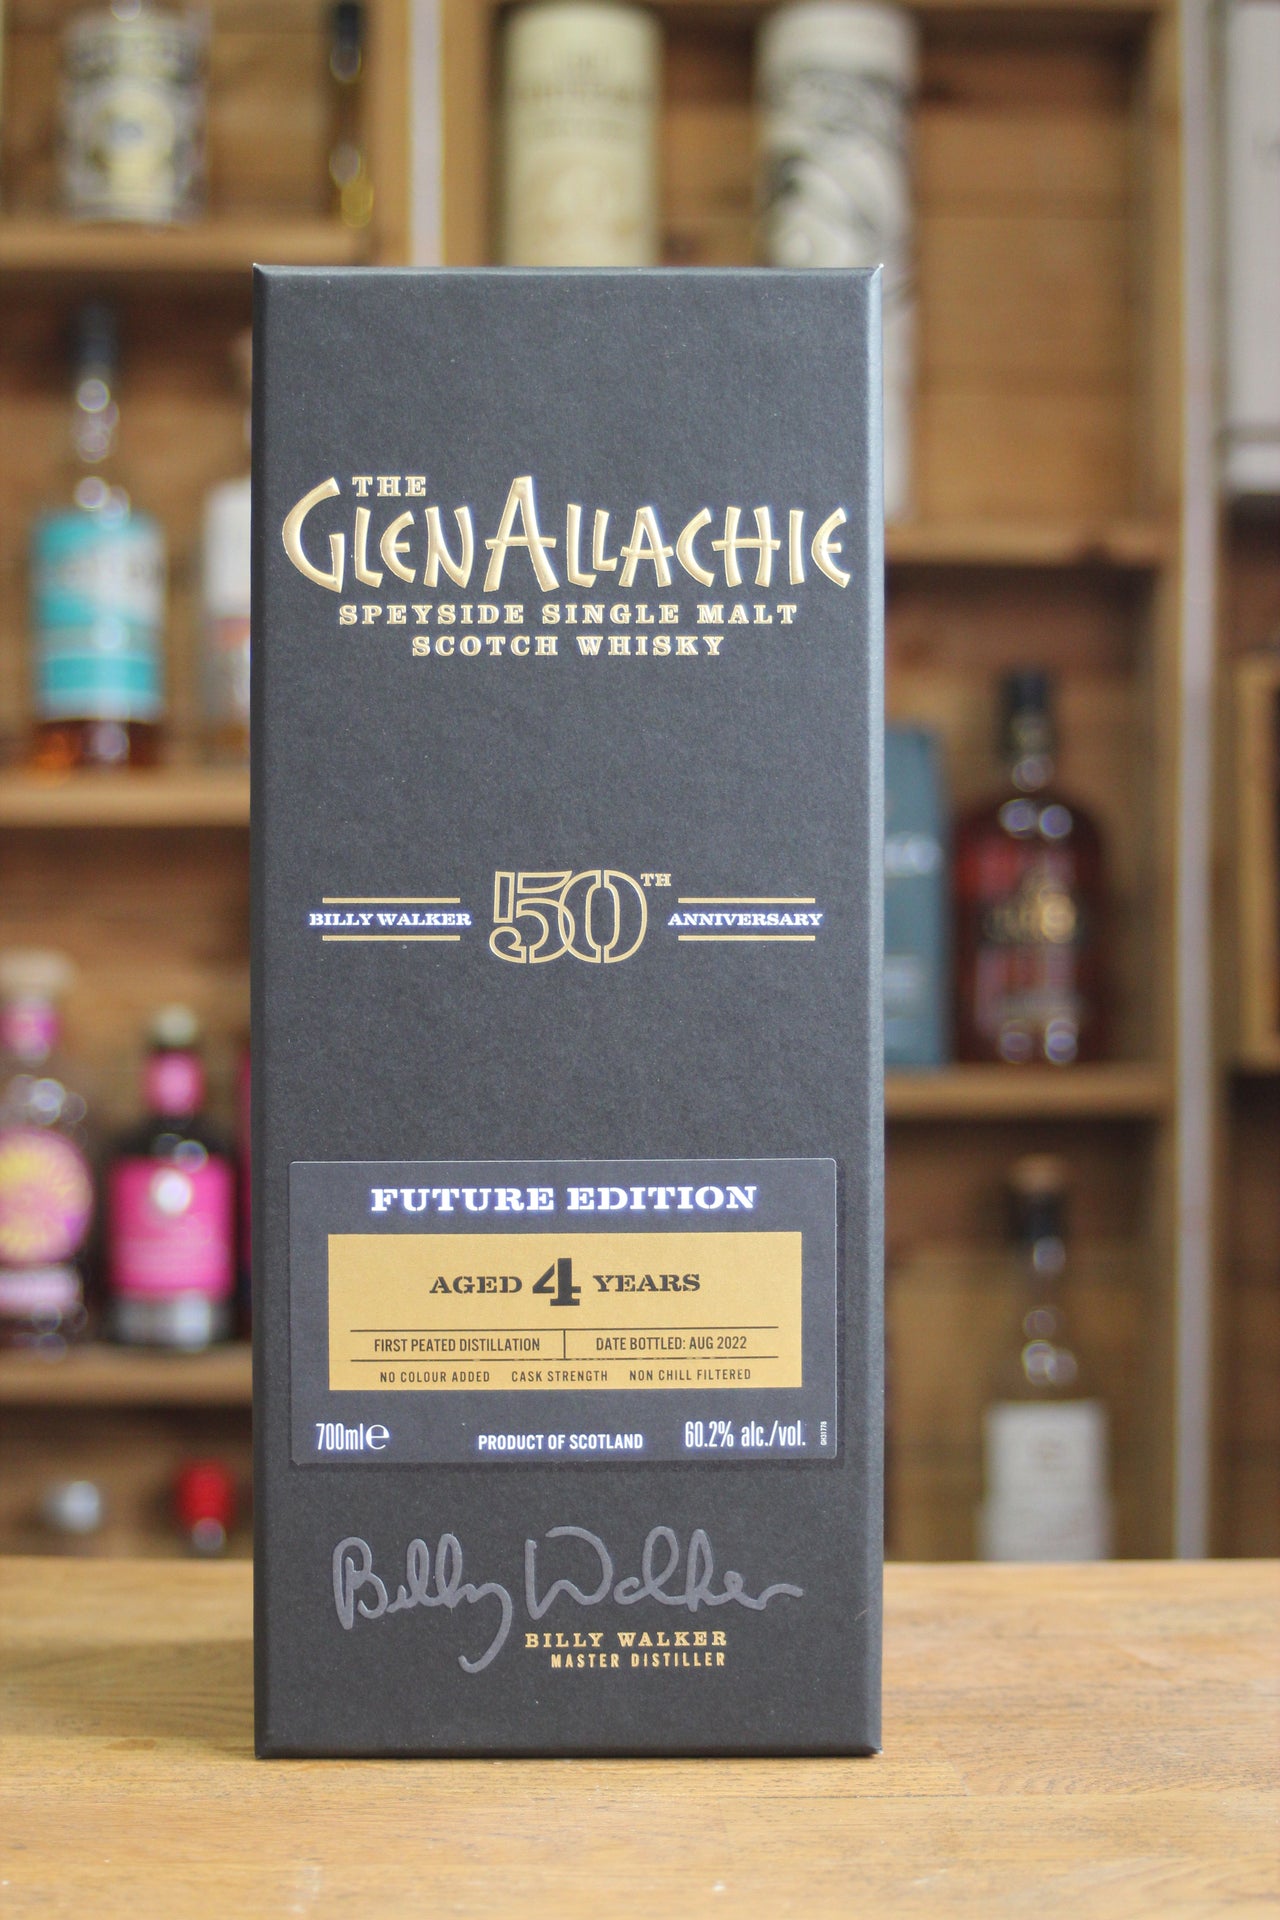 THE
GLENALLACHIE
SPEYSIDE SINGLE MALT
SCOTCH WHISKY
BILLY WALKER 50TH ANNIVERSARY
FUTURE EDITION
AGED 4 YEARS
FIRST PEATED DISTILLATION DATE BOTTLED: AUG 2022
NO COLOUR ADDED CASK STRENGTH NON CHILL FILTERED
700ml e PRODUCT OF SCOTLAND 60.2% alc./vol.
Billy Walker
BILLY WALKER
MASTER DISTILLER